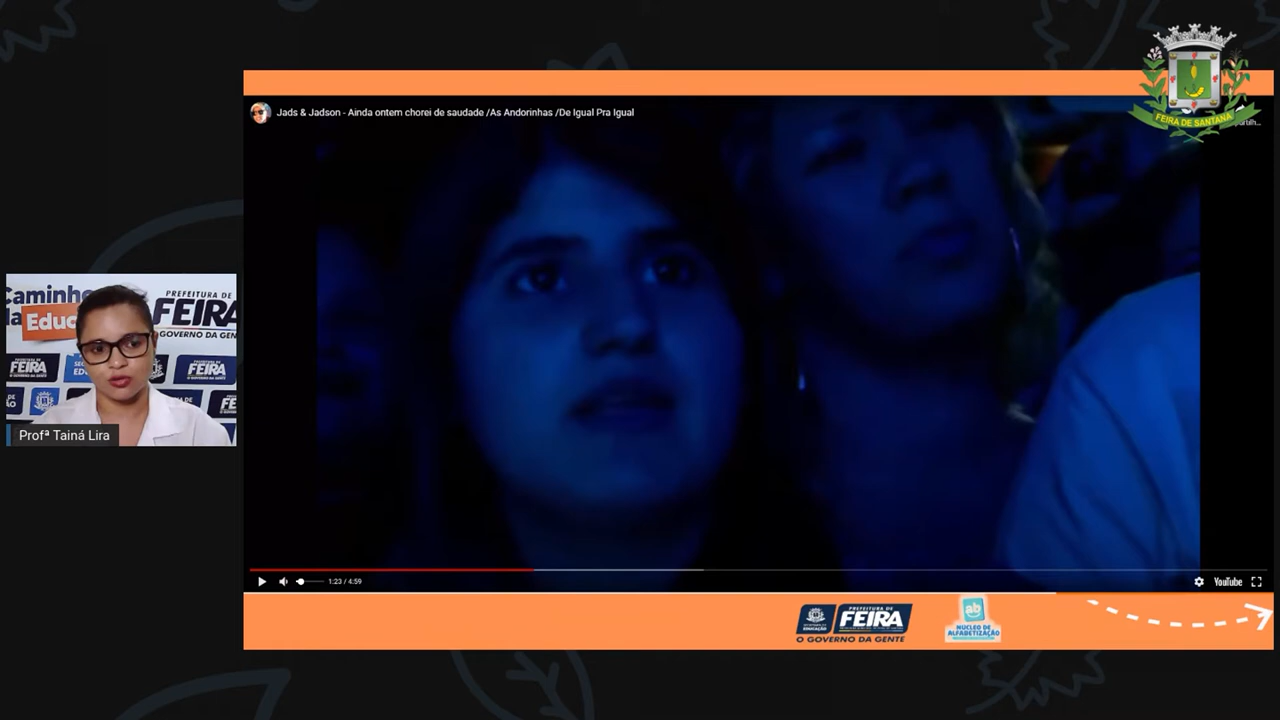 Jads & Jadson - Ainda ontem chorei de saudade /As Andorinhas /De Igual Pra Igual
FEIRA DE SANTANA
Caminho
da Educ
PREFEITURA DE
FEIRA
GOVERNO DA GENTE
FEIRA
FEIRA
Profª Tainá Lira
1:23 / 4:59
YouTube
PREFEITURA DE
EDUCAÇÃO
FEIRA
O GOVERNO DA GENTE
ab
NÚCLEO DE
ALFABETIZAÇÃO